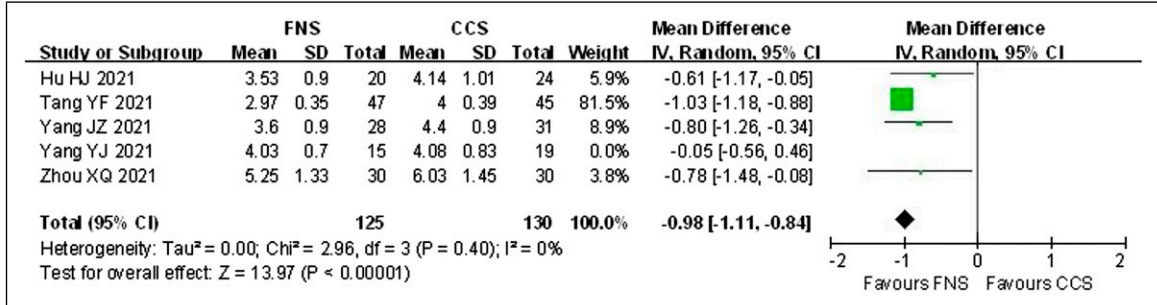 FNS CCS Mean Difference Mean Difference
Study or Subgroup Mean SD Total Mean SD Total Weight IV, Random, 95% CI IV, Random, 95% CI
Hu HJ 2021 3.53 0.9 20 4.14 1.01 24 5.9% -0.61 [-1.17, -0.05]
Tang YF 2021 2.97 0.35 47 4 0.39 45 81.5% -1.03 [-1.18, -0.88]
Yang JZ 2021 3.6 0.9 28 4.4 0.9 31 8.9% -0.80 [-1.26, -0.34]
Yang YJ 2021 4.03 0.7 15 4.08 0.83 19 0.0% -0.05 [-0.56, 0.46]
Zhou XQ 2021 5.25 1.33 30 6.03 1.45 30 3.8% -0.78 [-1.48, -0.08]
Total (95% CI) 125 130 100.0% -0.98 [-1.11, -0.84]
Heterogeneity: Tau² = 0.00; Chi² = 2.96, df = 3 (P = 0.40); I² = 0%
Test for overall effect: Z = 13.97 (P < 0.00001)
-2 -1 0 1 2
Favours FNS Favours CCS